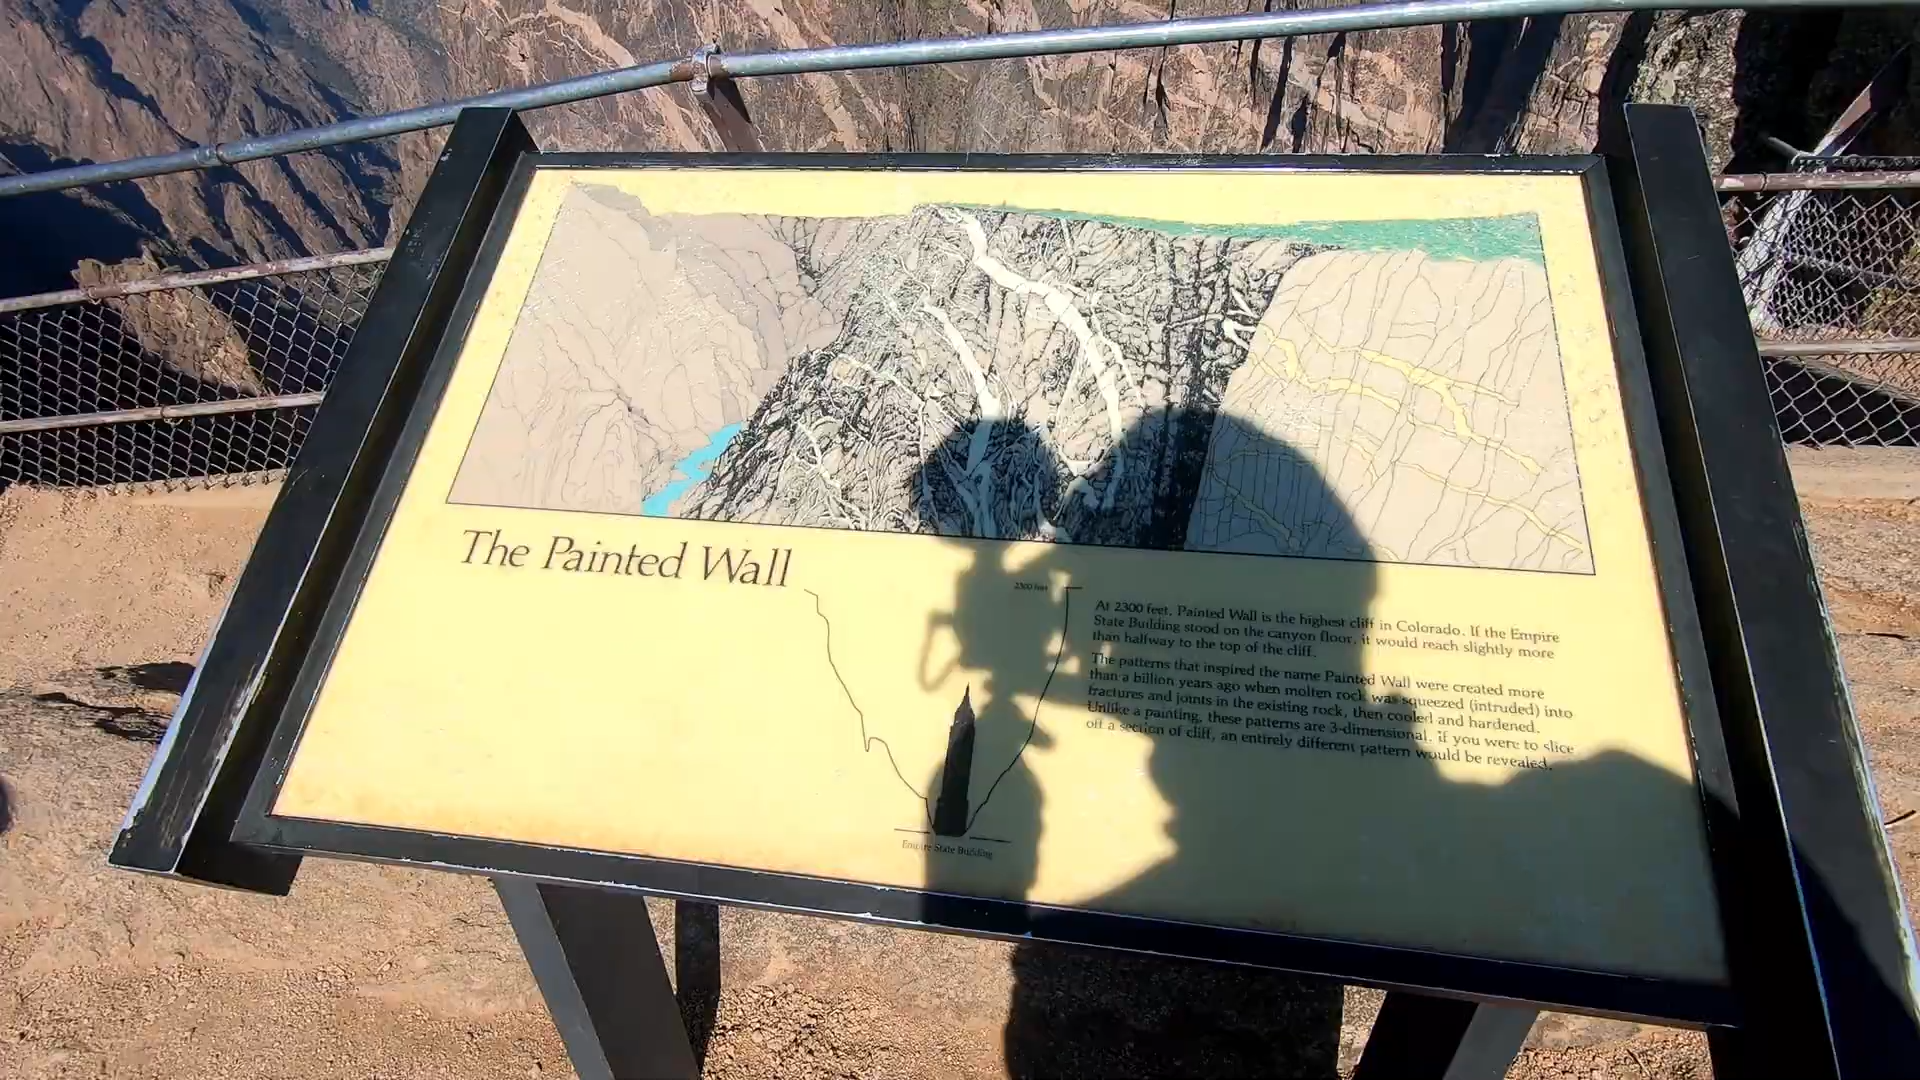 The Painted Wall
2300 feet
At 2300 feet, Painted Wall is the highest cliff in Colorado. If the Empire
State Building stood on the canyon floor, it would reach slightly more
than halfway to the top of the cliff.
The patterns that inspired the name Painted Wall were created more
than a billion years ago when molten rock was squeezed (intruded) into
fractures and joints in the existing rock, then cooled and hardened.
Unlike a painting, these patterns are 3-dimensional. If you were to slice
off a section of cliff, an entirely different pattern would be revealed.
Empire State Building